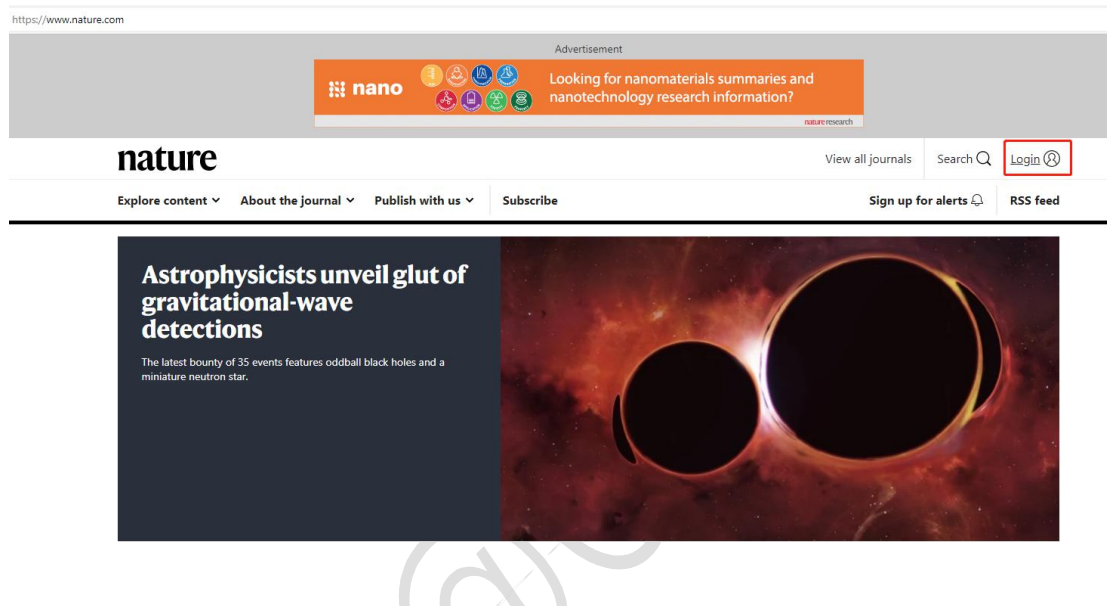 https://www.nature.com
Advertisement
nano
Looking for nanomaterials summaries and
nanotechnology research information?
nature research
nature
View all journals
Search
Login
Explore content
About the journal
Publish with us
Subscribe
Sign up for alerts
RSS feed
Astrophysicists unveil glut of
gravitational-wave
detections
The latest bounty of 35 events features oddball black holes and a
miniature neutron star.